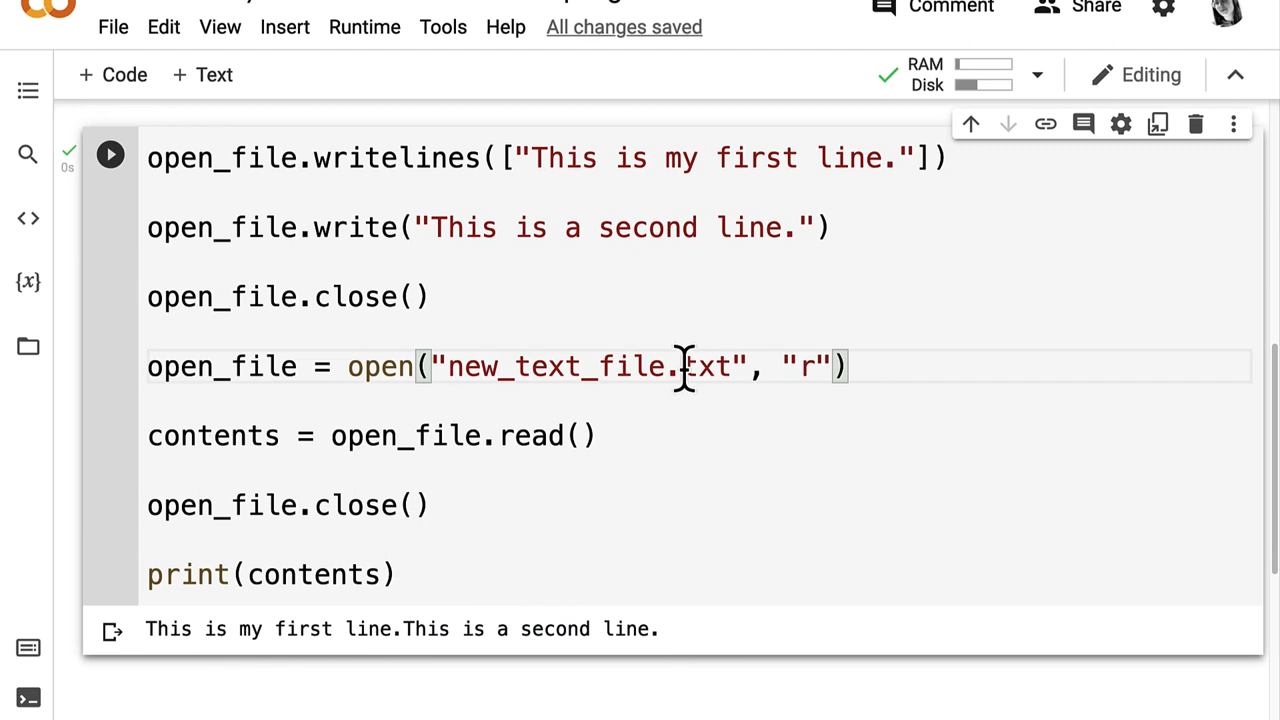 Comment Share
File Edit View Insert Runtime Tools Help All changes saved
+ Code + Text RAM Disk Editing
0s
open_file.writelines(["This is my first line."])
open_file.write("This is a second line.")
open_file.close()
open_file = open("new_text_file.txt", "r")
contents = open_file.read()
open_file.close()
print(contents)
This is my first line.This is a second line.